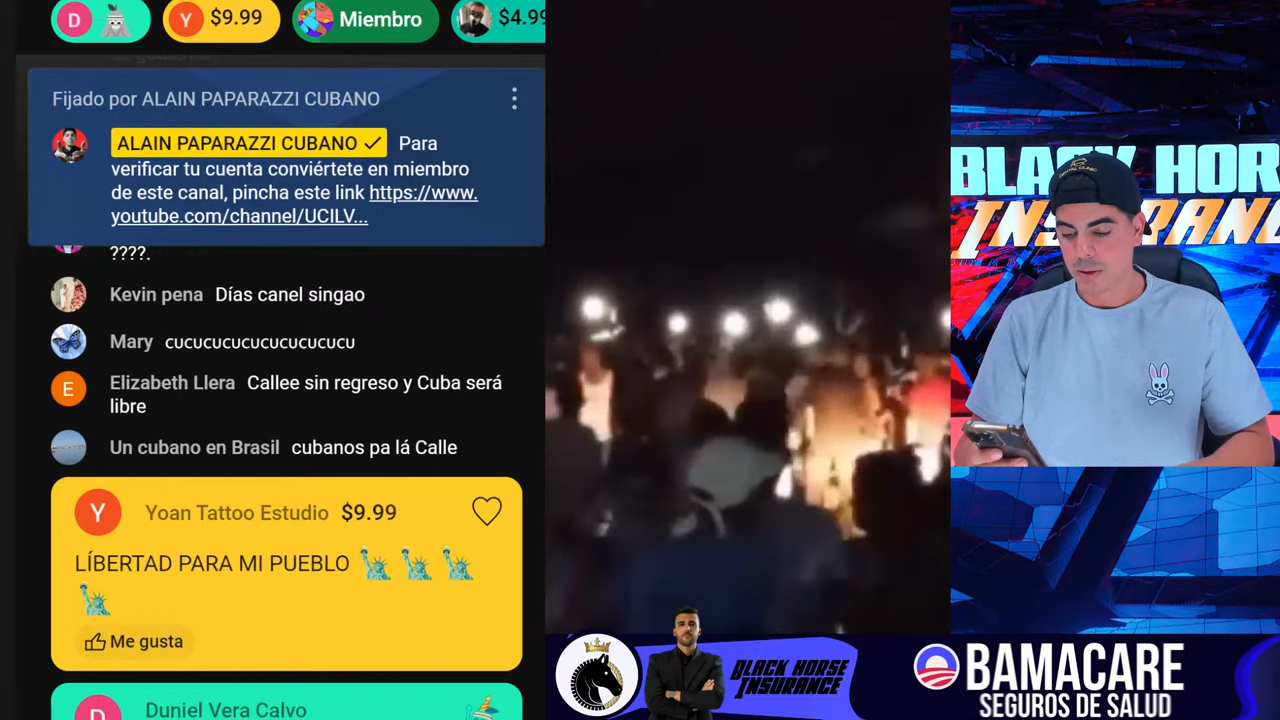 D
Y $9.99
Miembro
$4.99
Fijado por ALAIN PAPARAZZI CUBANO
ALAIN PAPARAZZI CUBANO Para
verificar tu cuenta conviértete en miembro
de este canal, pincha este link https://www.
youtube.com/channel/UCILV...
????.
Kevin pena Días canel singao
Mary cucucucucucucucucucu
E Elizabeth Llera Callee sin regreso y Cuba será
libre
Un cubano en Brasil cubanos pa lá Calle
Y Yoan Tattoo Estudio $9.99
LÍBERTAD PARA MI PUEBLO
Me gusta
D Duniel Vera Calvo
BLACK HORSE
INSURANCE
BAMACARE
SEGUROS DE SALUD